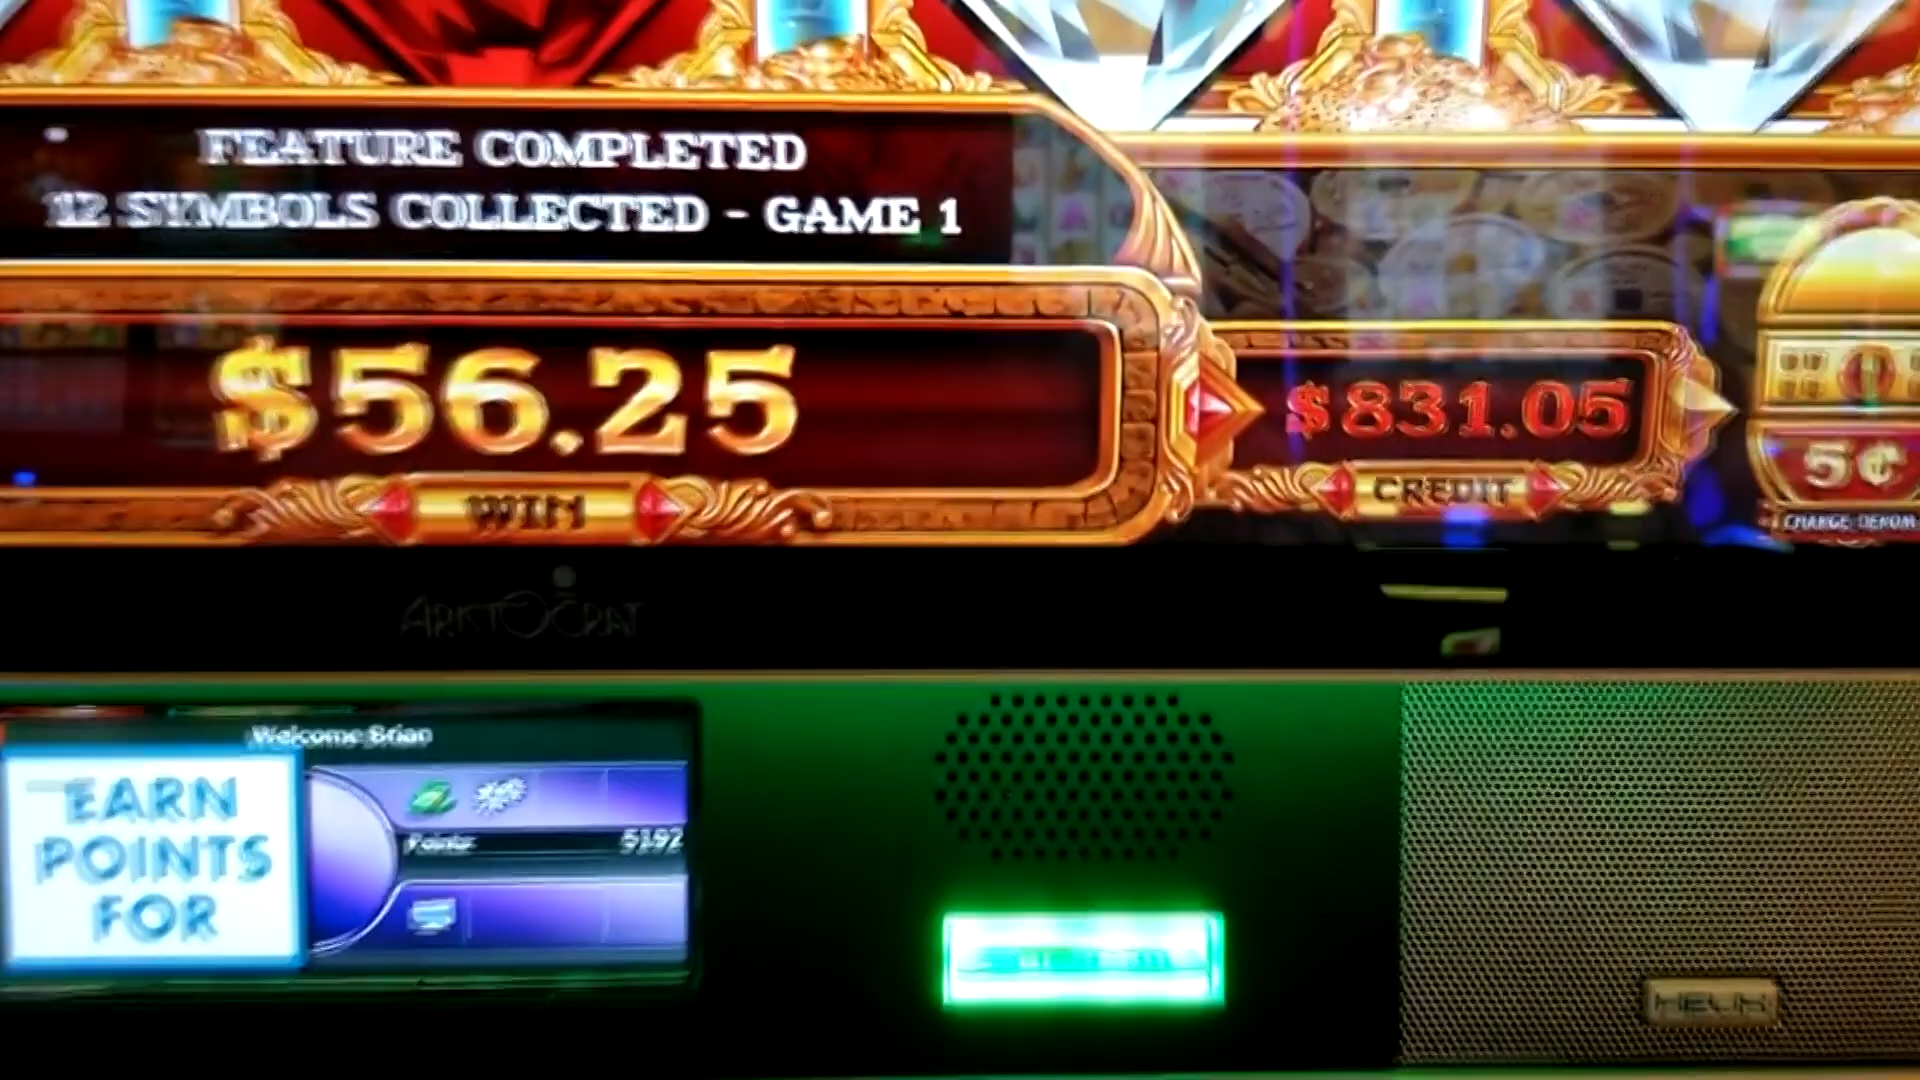 FEATURE COMPLETED
12 SYMBOLS COLLECTED - GAME 1
$56.25
WIN
$831.05
CREDIT
5¢
CHANGE DENOM
ARISTOCRAT
Welcome Brian
EARN
POINTS
FOR
Points: 5192
HELIX